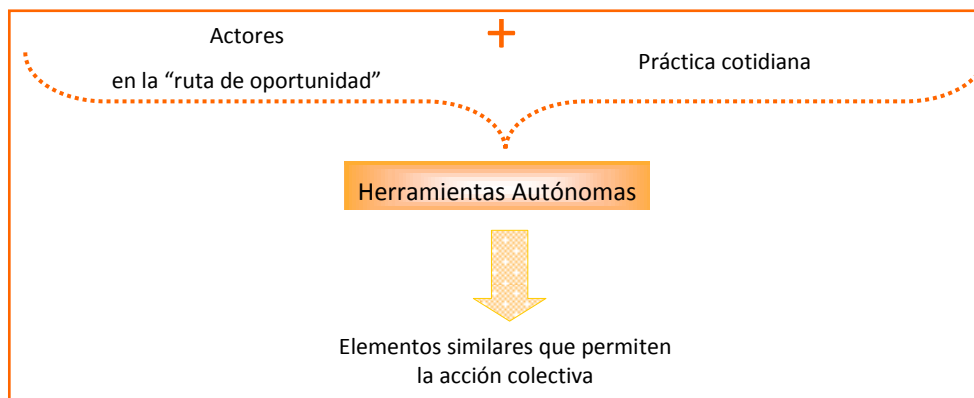 Actores
+
en la “ruta de oportunidad”
Práctica cotidiana
Herramientas Autónomas
Elementos similares que permiten
la acción colectiva